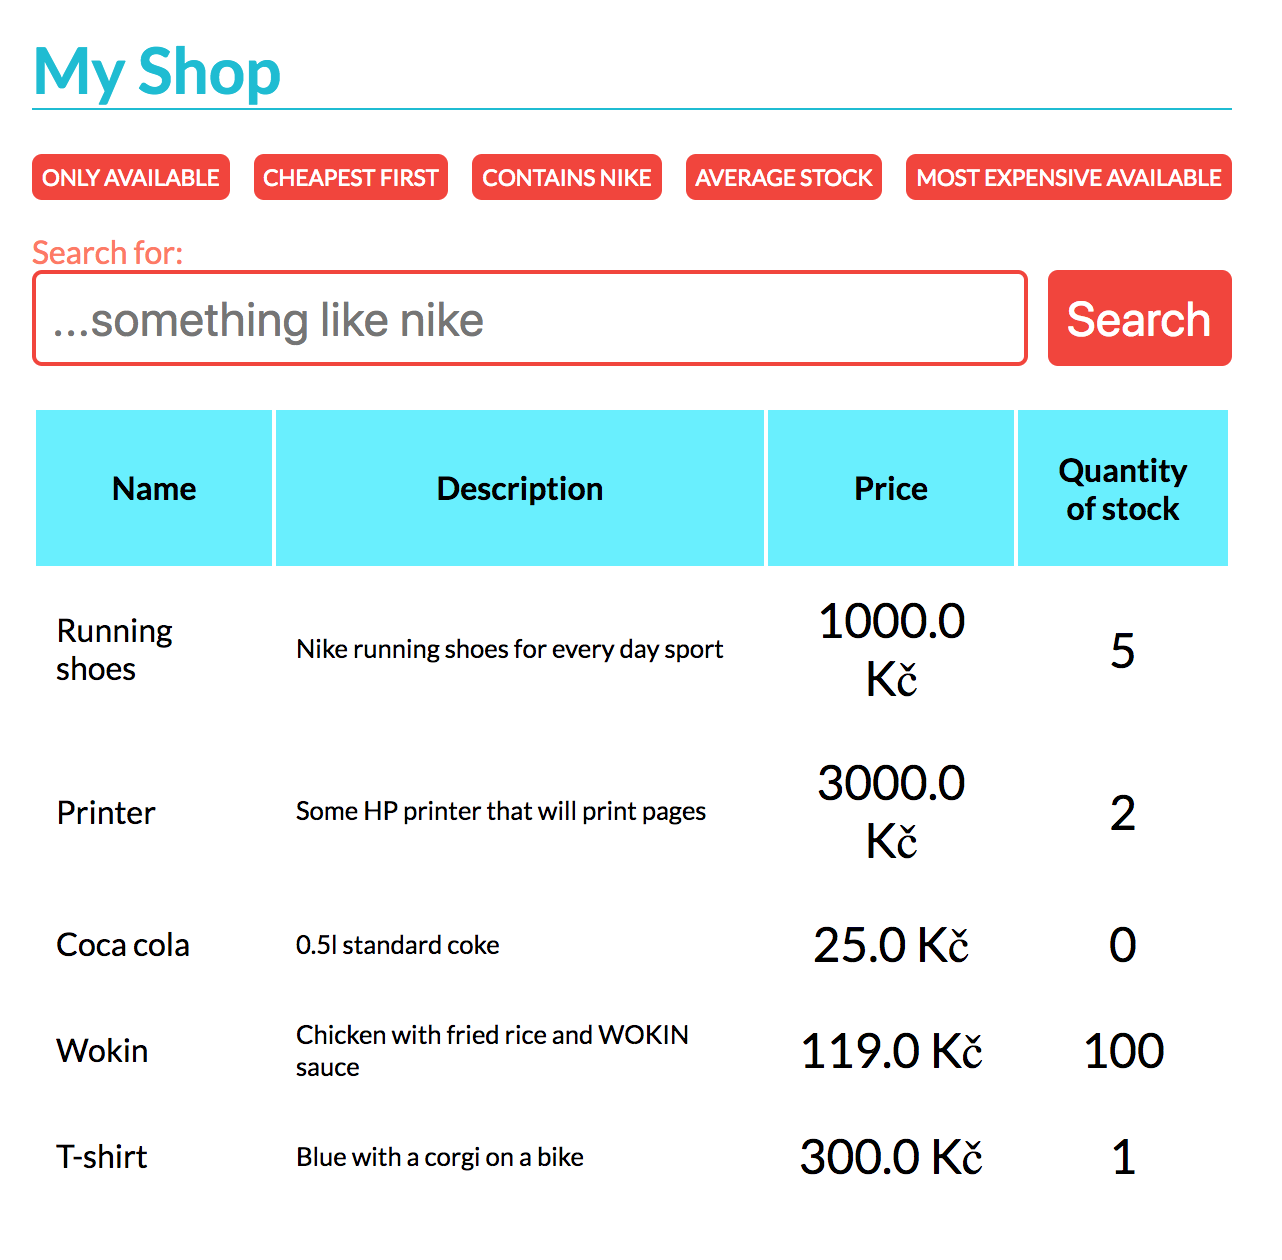 My Shop
ONLY AVAILABLE CHEAPEST FIRST CONTAINS NIKE AVERAGE STOCK MOST EXPENSIVE AVAILABLE
Search for:
...something like nike Search
Name Description Price Quantity of stock
Running shoes Nike running shoes for every day sport 1000.0 Kč 5
Printer Some HP printer that will print pages 3000.0 Kč 2
Coca cola 0.5l standard coke 25.0 Kč 0
Wokin Chicken with fried rice and WOKIN sauce 119.0 Kč 100
T-shirt Blue with a corgi on a bike 300.0 Kč 1